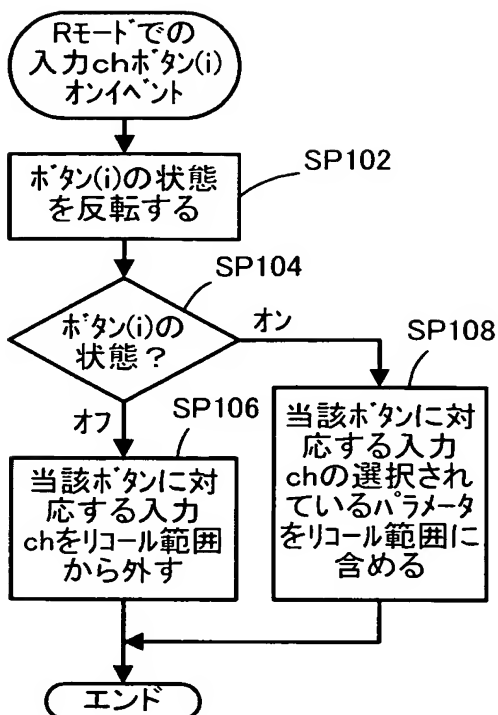 Rモードでの
入力chボタン(i)
オンイベント
SP102
ボタン(i)の状態
を反転する
SP104
ボタン(i)の
状態？
オン
オフ
SP106
当該ボタンに対
応する入力
chをリコール範囲
から外す
SP108
当該ボタンに対
応する入力
chの選択され
ているパラメータ
をリコール範囲に
含める
エンド